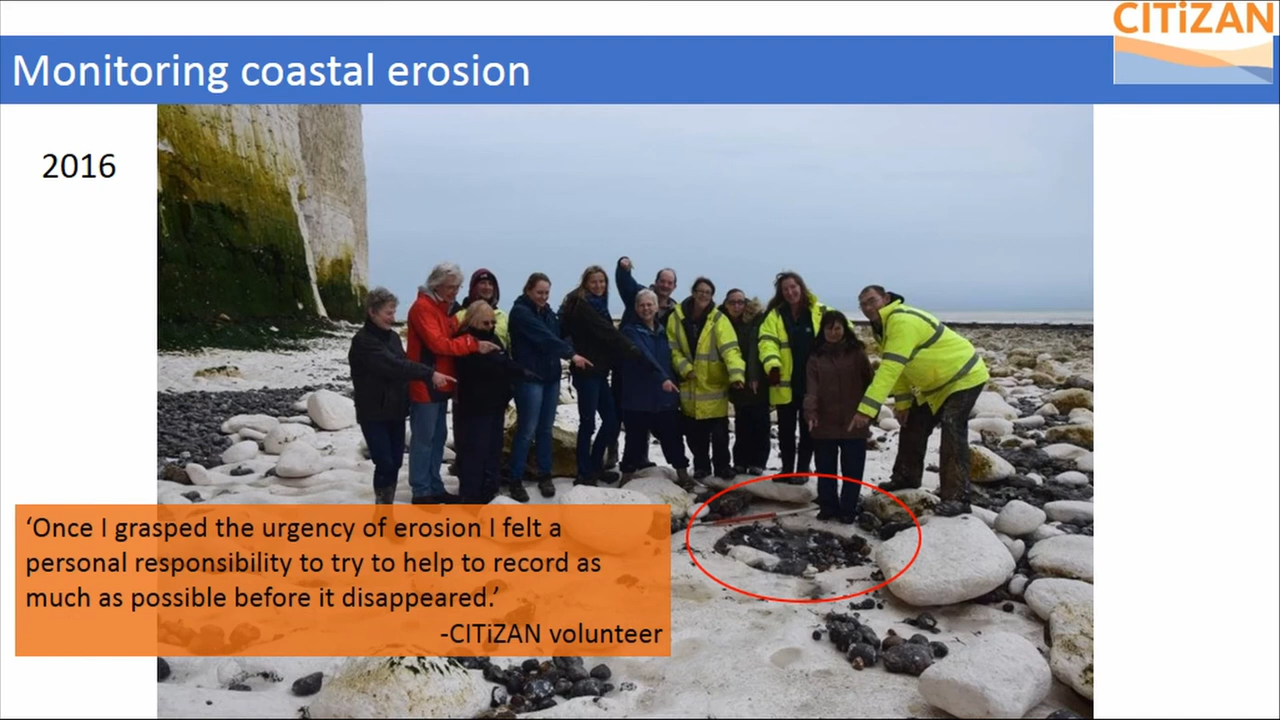 CITiZAN
Monitoring coastal erosion
2016
‘Once I grasped the urgency of erosion I felt a
personal responsibility to try to help to record as
much as possible before it disappeared.’
-CITiZAN volunteer